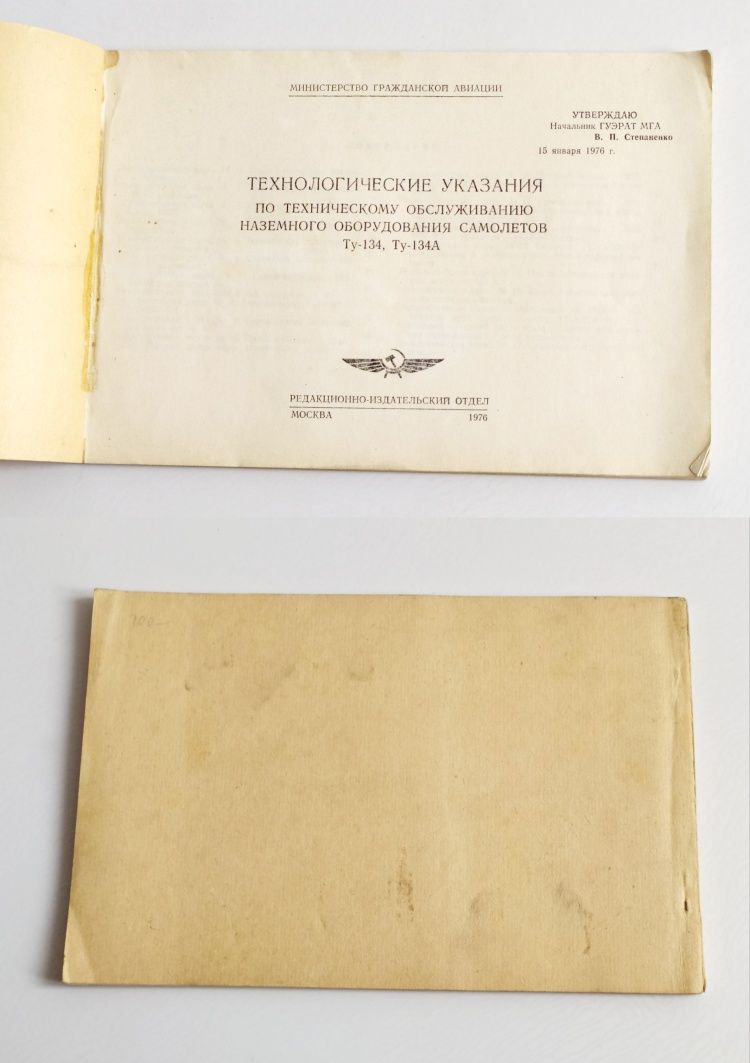 МИНИСТЕРСТВО ГРАЖДАНСКОЙ АВИАЦИИ
УТВЕРЖДАЮ
Начальник ГУЭРАТ МГА
В. П. Степаненко
15 января 1976 г.
ТЕХНОЛОГИЧЕСКИЕ УКАЗАНИЯ
ПО ТЕХНИЧЕСКОМУ ОБСЛУЖИВАНИЮ
НАЗЕМНОГО ОБОРУДОВАНИЯ САМОЛЕТОВ
Ту-134, Ту-134А
РЕДАКЦИОННО-ИЗДАТЕЛЬСКИЙ ОТДЕЛ
МОСКВА 1976
100—